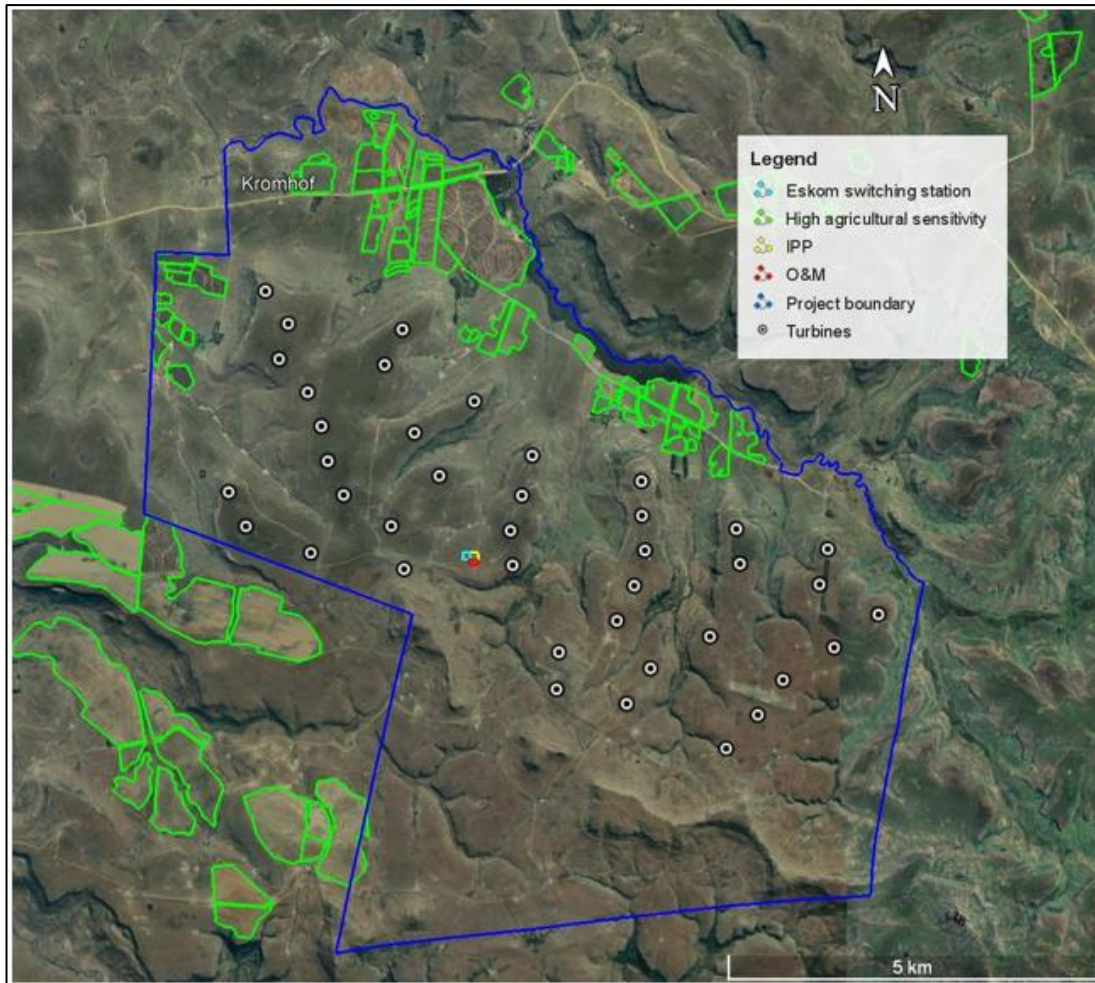 N
Kromhof
Legend
Eskom switching station
High agricultural sensitivity
IPP
O&M
Project boundary
Turbines
5 km